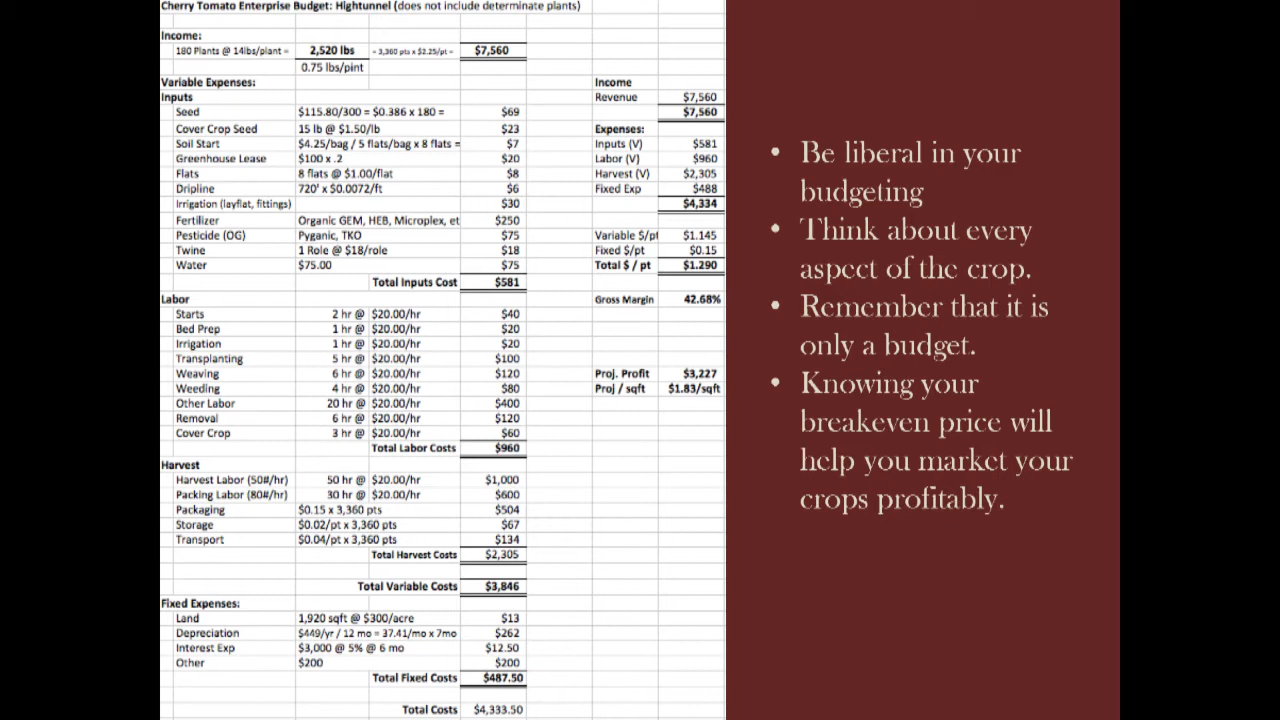 Cherry Tomato Enterprise Budget: Hightunnel (does not include determinate plants)
Income:
180 Plants @ 14lbs/plant = 2,520 lbs = 3,360 pts x $2.25/pt = $7,560
0.75 lbs/pint
Variable Expenses:
Inputs
Seed $115.80/300 = $0.386 x 180 = $69
Cover Crop Seed 15 lb @ $1.50/lb $23
Soil Start $4.25/bag / 5 flats/bag x 8 flats = $7
Greenhouse Lease $100 x .2 $20
Flats 8 flats @ $1.00/flat $8
Dripline 720' x $0.0072/ft $6
Irrigation (layflat, fittings) $30
Fertilizer Organic GEM, HEB, Microplex, et $250
Pesticide (OG) Pyganic, TKO $75
Twine 1 Role @ $18/role $18
Water $75.00 $75
Total Inputs Cost $581
Labor
Starts 2 hr @ $20.00/hr $40
Bed Prep 1 hr @ $20.00/hr $20
Irrigation 1 hr @ $20.00/hr $20
Transplanting 5 hr @ $20.00/hr $100
Weaving 6 hr @ $20.00/hr $120
Weeding 4 hr @ $20.00/hr $80
Other Labor 20 hr @ $20.00/hr $400
Removal 6 hr @ $20.00/hr $120
Cover Crop 3 hr @ $20.00/hr $60
Total Labor Costs $960
Harvest
Harvest Labor (50#/hr) 50 hr @ $20.00/hr $1,000
Packing Labor (80#/hr) 30 hr @ $20.00/hr $600
Packaging $0.15 x 3,360 pts $504
Storage $0.02/pt x 3,360 pts $67
Transport $0.04/pt x 3,360 pts $134
Total Harvest Costs $2,305
Total Variable Costs $3,846
Fixed Expenses:
Land 1,920 sqft @ $300/acre $13
Depreciation $449/yr / 12 mo = 37.41/mo x 7mo $262
Interest Exp $3,000 @ 5% @ 6 mo $12.50
Other $200 $200
Total Fixed Costs $487.50
Total Costs $4,333.50
Income
Revenue $7,560
$7,560
Expenses:
Inputs (V) $581
Labor (V) $960
Harvest (V) $2,305
Fixed Exp $488
$4,334
Variable $/pt $1.145
Fixed $/pt $0.15
Total $ / pt $1.290
Gross Margin 42.68%
Proj. Profit $3,227
Proj / sqft $1.83/sqft
• Be liberal in your
budgeting
• Think about every
aspect of the crop.
• Remember that it is
only a budget.
• Knowing your
breakeven price will
help you market your
crops profitably.